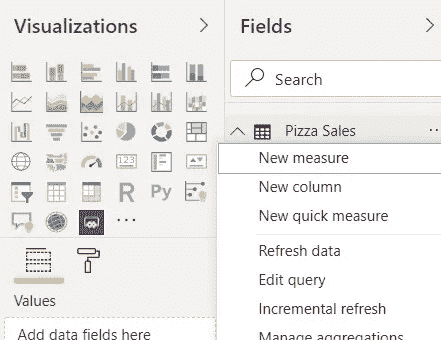 Visualizations
Fields
Search
Pizza Sales
New measure
New column
New quick measure
Refresh data
Edit query
Incremental refresh
Manage aggregations
123
R
Py
Values
Add data fields here